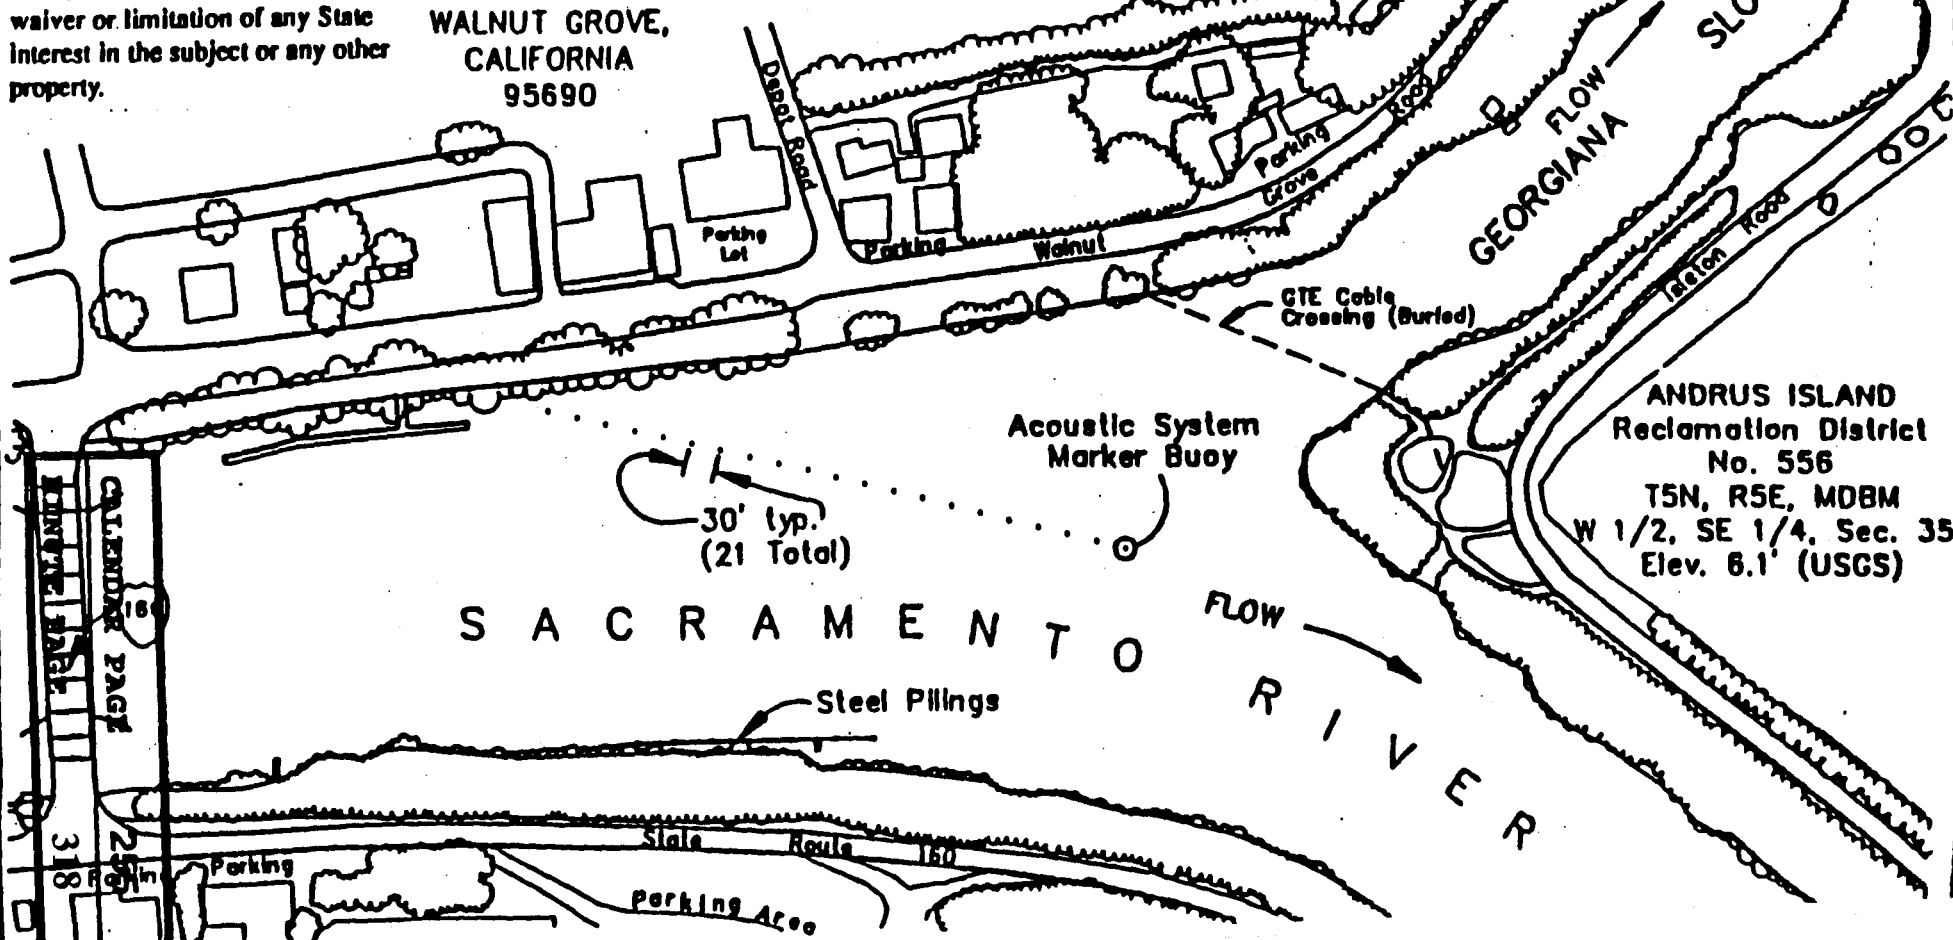 waiver or limitation of any State
interest in the subject or any other
property.
WALNUT GROVE,
CALIFORNIA
95690
Depot Road
Parking
Lot
Parking
Walnut
Grove
Road
Parking
FLOW
GEORGIANA
SLO
Isleton Road
GTE Cable
Crossing (Buried)
Acoustic System
Marker Buoy
30' typ.
(21 Total)
ANDRUS ISLAND
Reclamation District
No. 556
T5N, R5E, MDBM
W 1/2, SE 1/4, Sec. 35
Elev. 6.1' (USGS)
SACRAMENTO RIVER
FLOW
Steel Pilings
CALENDAR PAGE
MINUTE PAGE
318
State Route 160
Parking
Parking
Parking Area